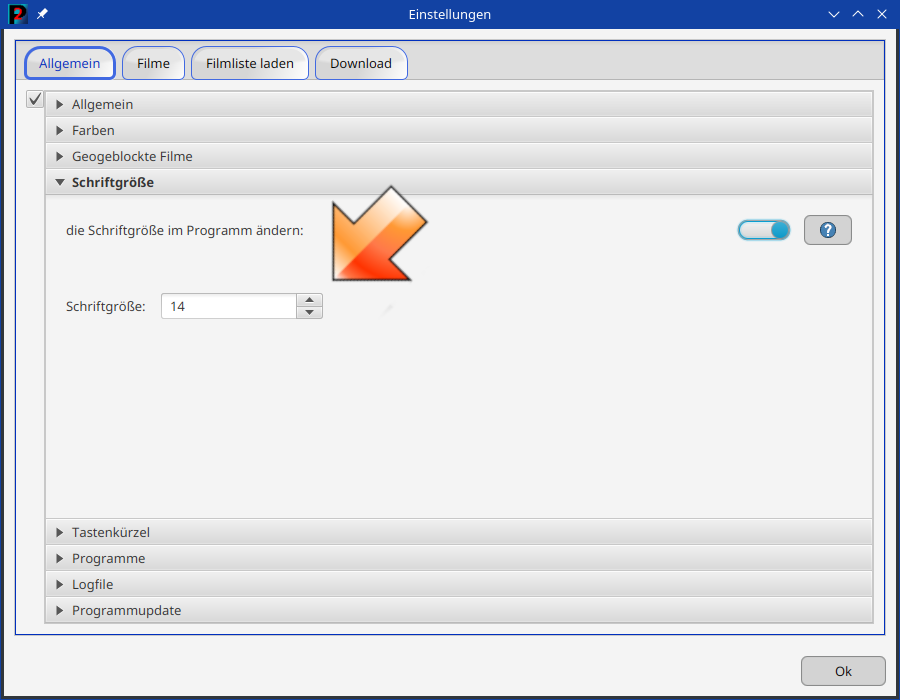 Einstellungen
Allgemein
Filme
Filmliste laden
Download
Allgemein
Farben
Geogeblockte Filme
Schriftgröße
die Schriftgröße im Programm ändern:
?
Schriftgröße: 14
Tastenkürzel
Programme
Logfile
Programmupdate
Ok